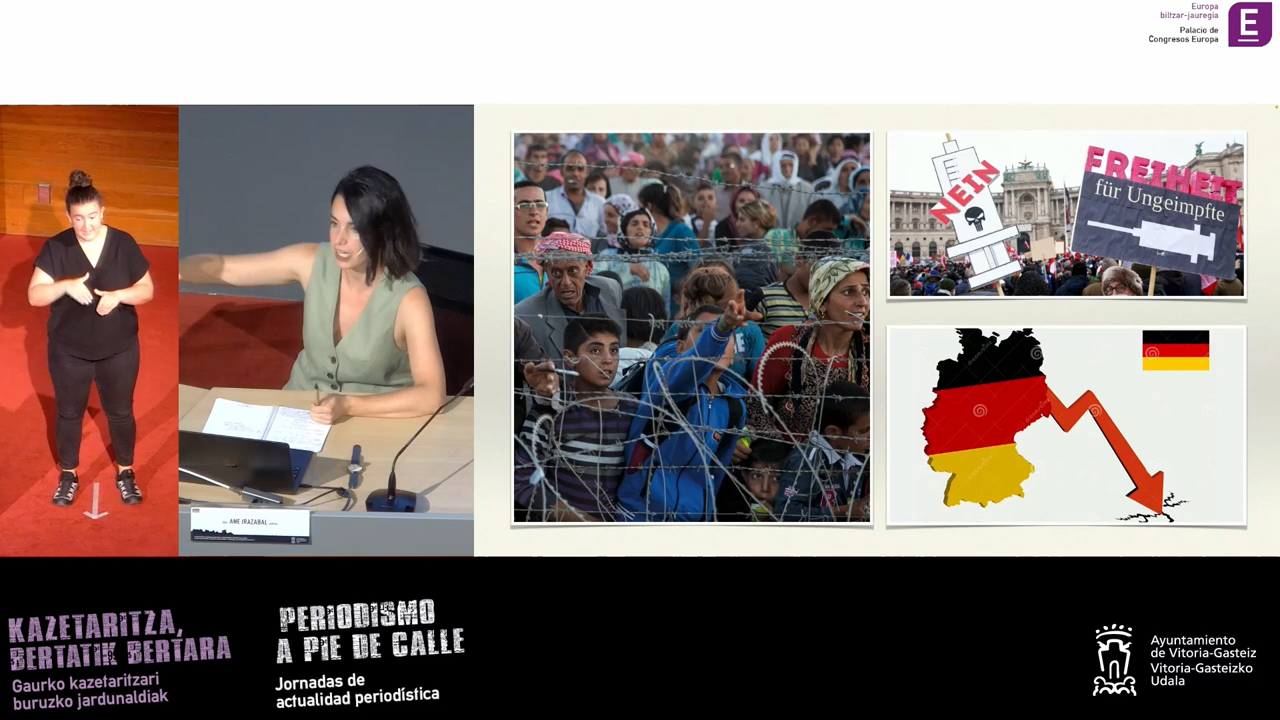 Europa
biltzar-jauregia
Palacio de
Congresos Europa
E
NEIN
FREIHEIT
für Ungeimpfte
ANE IRAZABAL
KAZETARITZA,
BERTATIK BERTARA
Gaurko kazetaritzari
buruzko jardunaldiak
PERIODISMO
A PIE DE CALLE
Jornadas de
actualidad periodística
Ayuntamiento
de Vitoria-Gasteiz
Vitoria-Gasteizko
Udala